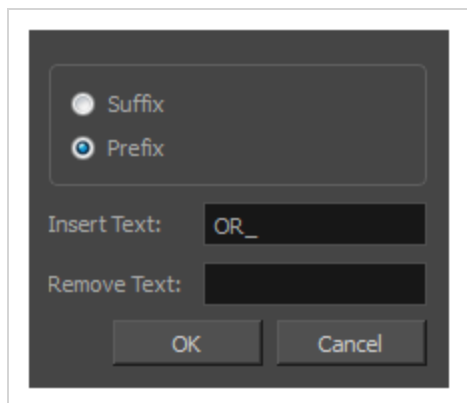 Suffix
Prefix
Insert Text: OR_
Remove Text:
OK Cancel